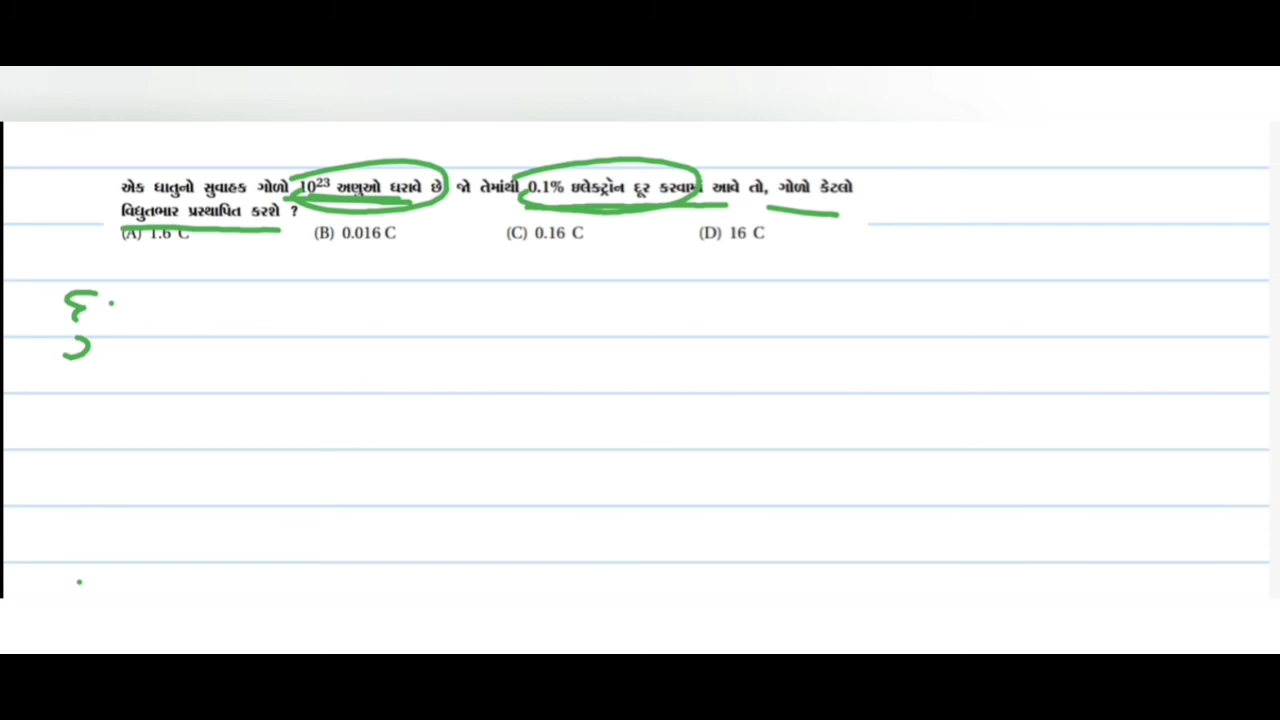 એક ધાતુનો સુવાહક ગોળો 10²³ અણુઓ ધરાવે છે જો તેમાંથી 0.1% ઇલેક્ટ્રૉન દૂર કરવામાં આવે તો, ગોળો કેટલો
વિદ્યુતભાર પ્રસ્થાપિત કરશે ?
(A) 1.6 C (B) 0.016 C (C) 0.16 C (D) 16 C